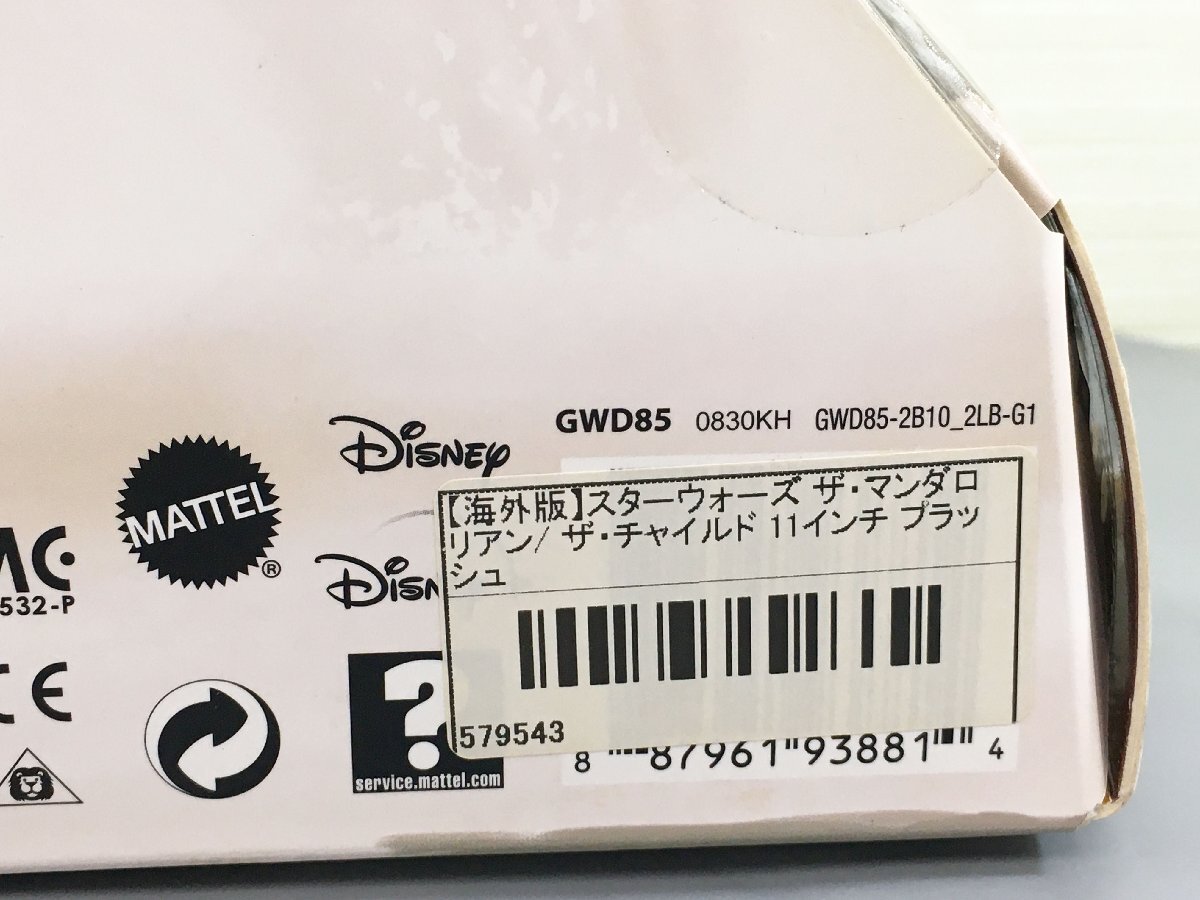 GWD85 0830KH GWD85-2B10_2LB-G1
Disney
MATTEL®
【海外版】スターウォーズ ザ・マンダロ
リアン/ ザ・チャイルド 11インチ プラッ
シュ
532-P
CE
?
579543
service.mattel.com
8 87961 93881 4